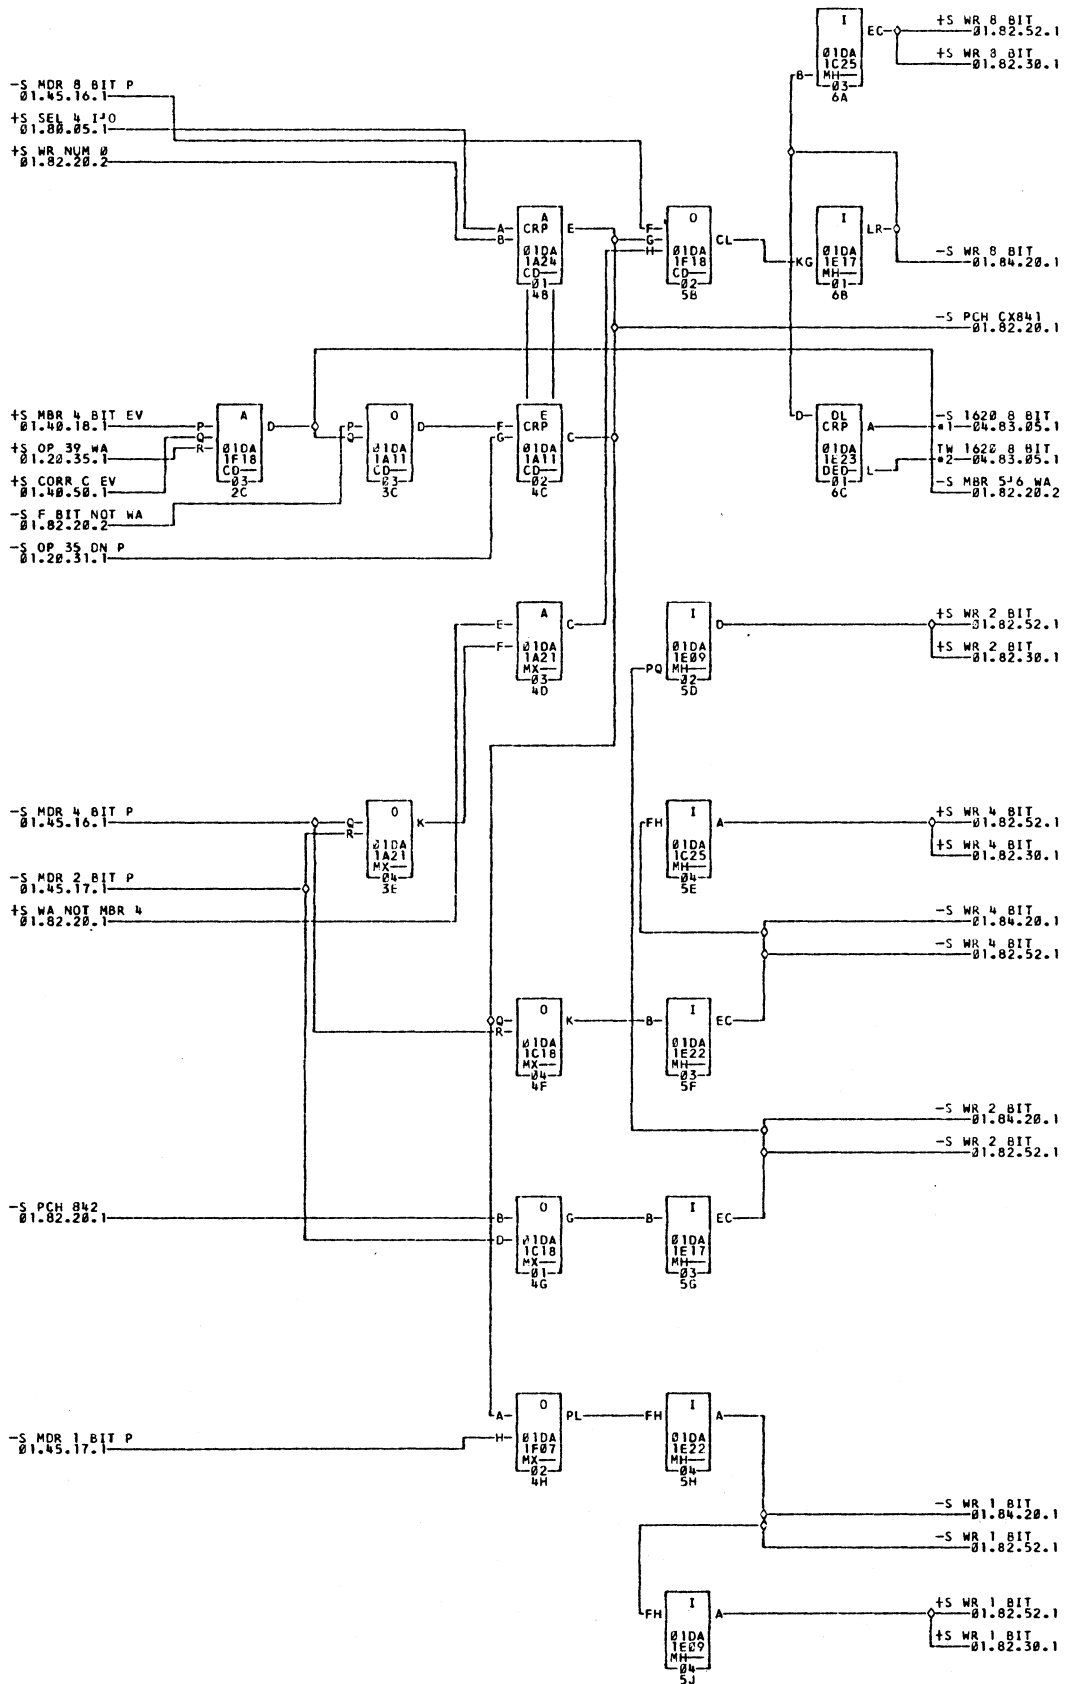 -S MDR 8 BIT P
01.45.16.1
+S SEL 4
01.80.05.1
+S WR NUM 0
01.82.20.2
+S MBR 4 BIT EV
01.40.18.1
+S OP 39 WA
01.20.35.1
+S CORR C EV
01.40.50.1
-S F BIT NOT WA
01.82.20.2
-S OP 35 DN P
01.20.31.1
-S MDR 4 BIT P
01.45.16.1
-S MDR 2 BIT P
01.45.17.1
+S WA NOT MBR 4
01.82.20.1
-S PCH 842
01.82.20.1
-S MDR 1 BIT P
01.45.17.1
P
Q
R
A
01DA
1F18
CD
03
2C
D
P
Q
O
01DA
1A11
CD
03
3C
D
Q
R
O
01DA
1A21
MX
04
3E
K
A
B
A
CRP
01DA
1A24
CD
01
4B
E
F
G
E
CRP
01DA
1A11
CD
02
4C
C
E
F
A
01DA
1A21
MX
03
4D
C
Q
R
O
01DA
1C18
MX
04
4F
K
B
D
O
01DA
1C18
MX
01
4G
G
A
H
O
01DA
1F07
MX
02
4H
PL
F
G
H
O
01DA
1F18
CD
02
5B
CL
PQ
I
01DA
1E09
MH
02
5D
D
FH
I
01DA
1C25
MH
04
5E
A
B
I
01DA
1E22
MH
03
5F
EC
B
I
01DA
1E17
MH
03
5G
EC
FH
I
01DA
1E22
MH
04
5H
A
FH
I
01DA
1E09
MH
04
5J
A
B
I
01DA
1C25
MH
03
6A
EC
KG
I
01DA
1E17
MH
01
6B
LR
D
DL
CRP
01DA
1E23
DED
01
6C
A
L
+S WR 8 BIT
01.82.52.1
+S WR 8 BIT
01.82.30.1
-S WR 8 BIT
01.84.20.1
-S PCH CX841
01.82.20.1
-S 1620 8 BIT
*1 04.83.05.1
TW 1620 8 BIT
*2 04.83.05.1
-S MBR 5J6 WA
01.82.20.2
+S WR 2 BIT
01.82.52.1
+S WR 2 BIT
01.82.30.1
+S WR 4 BIT
01.82.52.1
+S WR 4 BIT
01.82.30.1
-S WR 4 BIT
01.84.20.1
-S WR 4 BIT
01.82.52.1
-S WR 2 BIT
01.84.20.1
-S WR 2 BIT
01.82.52.1
-S WR 1 BIT
01.84.20.1
-S WR 1 BIT
01.82.52.1
+S WR 1 BIT
01.82.52.1
+S WR 1 BIT
01.82.30.1